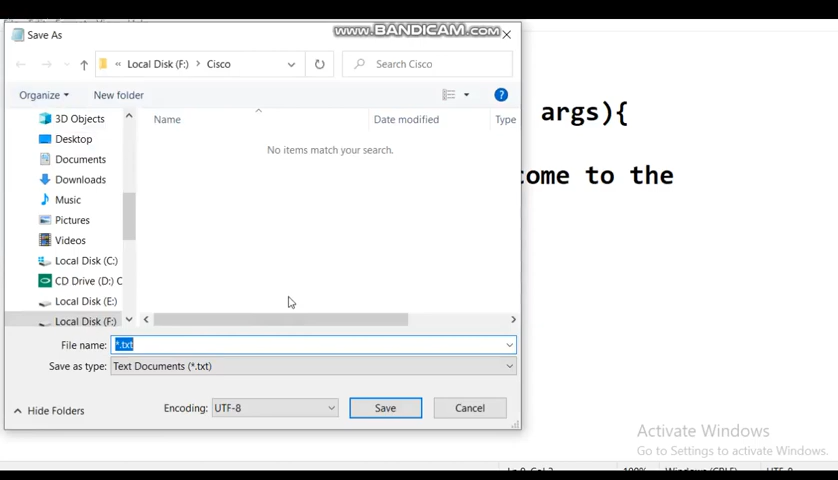 www.BANDICAM.com
Save As
« Local Disk (F:) › Cisco
Search Cisco
Organize
New folder
?
args){
3D Objects
Name
Date modified
Type
Desktop
No items match your search.
Documents
come to the
Downloads
Music
Pictures
Videos
Local Disk (C:)
CD Drive (D:) C
Local Disk (E:)
Local Disk (F:)
File name:
*.txt
Save as type:
Text Documents (*.txt)
Hide Folders
Encoding:
UTF-8
Save
Cancel
Activate Windows
Go to Settings to activate Windows.